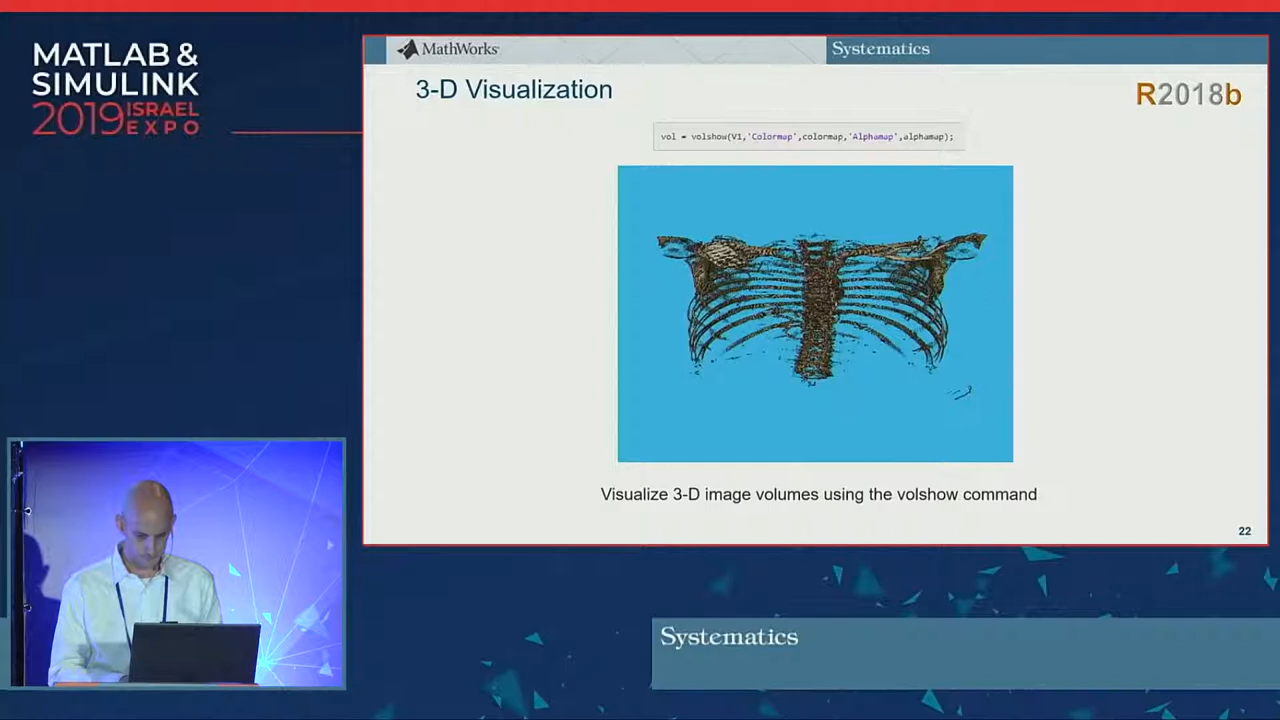 MATLAB &
SIMULINK
2019 ISRAEL
EXPO
MathWorks
Systematics
3-D Visualization
R2018b
vol = volshow(V1,'Colormap',colormap,'Alphamap',alphamap);
Visualize 3-D image volumes using the volshow command
22
Systematics